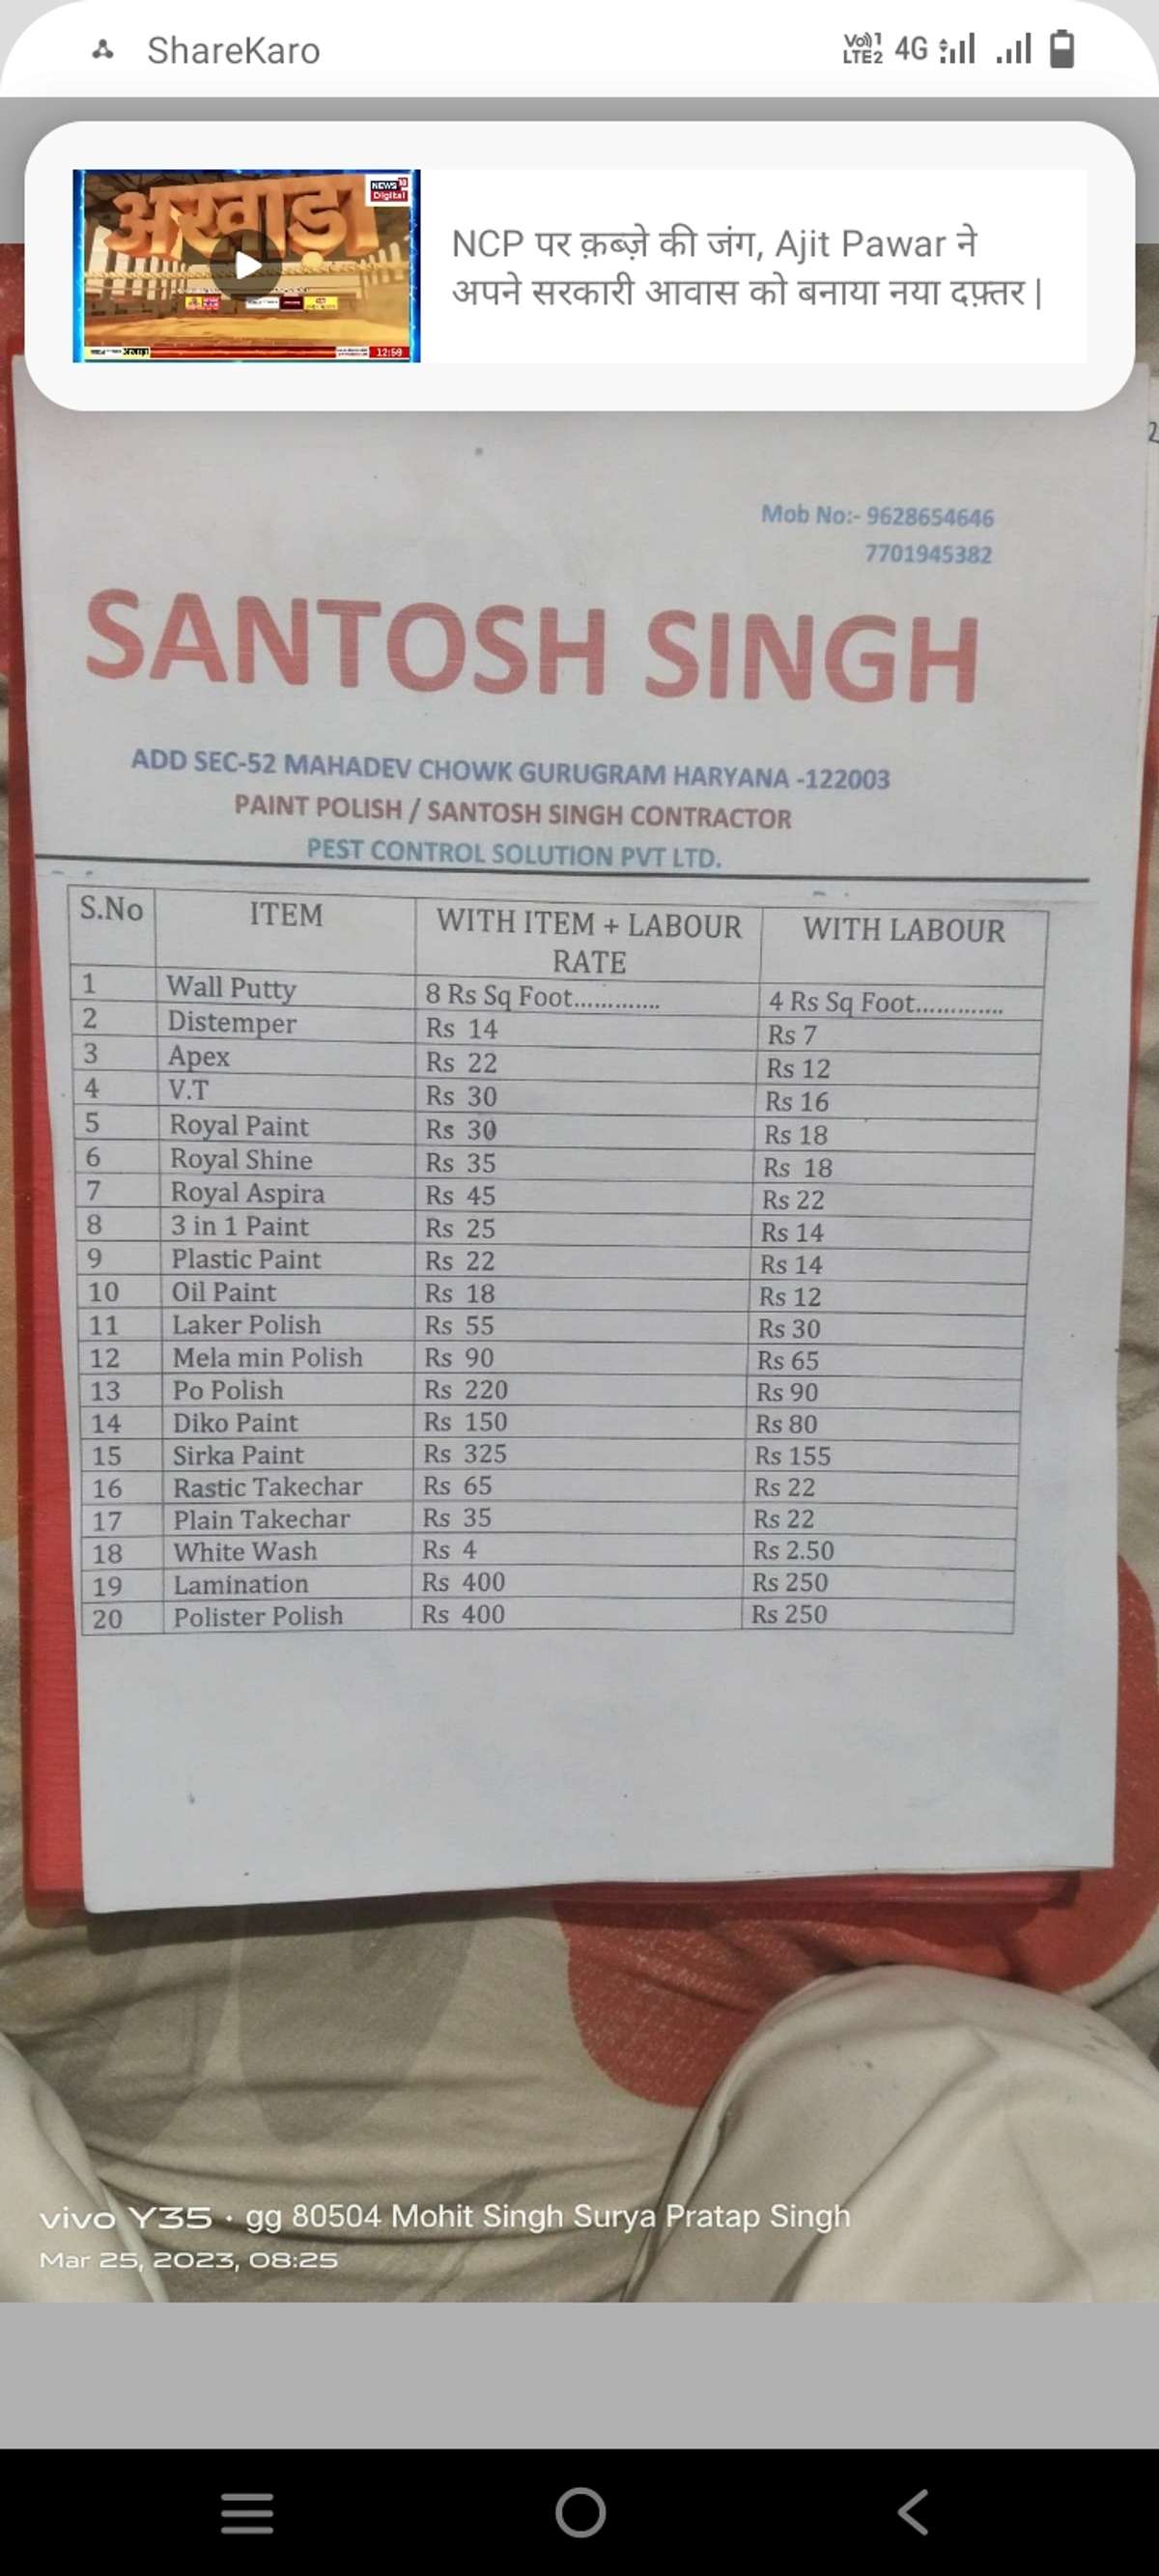 ShareKaro
Vo)) 1 LTE2 4G
अखाड़ा
NEWS 18
Digital
12:59
NCP पर क़ब्ज़े की जंग, Ajit Pawar ने
अपने सरकारी आवास को बनाया नया दफ़्तर |
2
Mob No:- 9628654646
7701945382
SANTOSH SINGH
ADD SEC-52 MAHADEV CHOWK GURUGRAM HARYANA -122003
PAINT POLISH / SANTOSH SINGH CONTRACTOR
PEST CONTROL SOLUTION PVT LTD.
S.No ITEM WITH ITEM + LABOUR RATE WITH LABOUR
1 Wall Putty 8 Rs Sq Foot............. 4 Rs Sq Foot.............
2 Distemper Rs 14 Rs 7
3 Apex Rs 22 Rs 12
4 V.T Rs 30 Rs 16
5 Royal Paint Rs 30 Rs 18
6 Royal Shine Rs 35 Rs 18
7 Royal Aspira Rs 45 Rs 22
8 3 in 1 Paint Rs 25 Rs 14
9 Plastic Paint Rs 22 Rs 14
10 Oil Paint Rs 18 Rs 12
11 Laker Polish Rs 55 Rs 30
12 Mela min Polish Rs 90 Rs 65
13 Po Polish Rs 220 Rs 90
14 Diko Paint Rs 150 Rs 80
15 Sirka Paint Rs 325 Rs 155
16 Rastic Takechar Rs 65 Rs 22
17 Plain Takechar Rs 35 Rs 22
18 White Wash Rs 4 Rs 2.50
19 Lamination Rs 400 Rs 250
20 Polister Polish Rs 400 Rs 250
vivo Y35 · gg 80504 Mohit Singh Surya Pratap Singh
Mar 25, 2023, 08:25